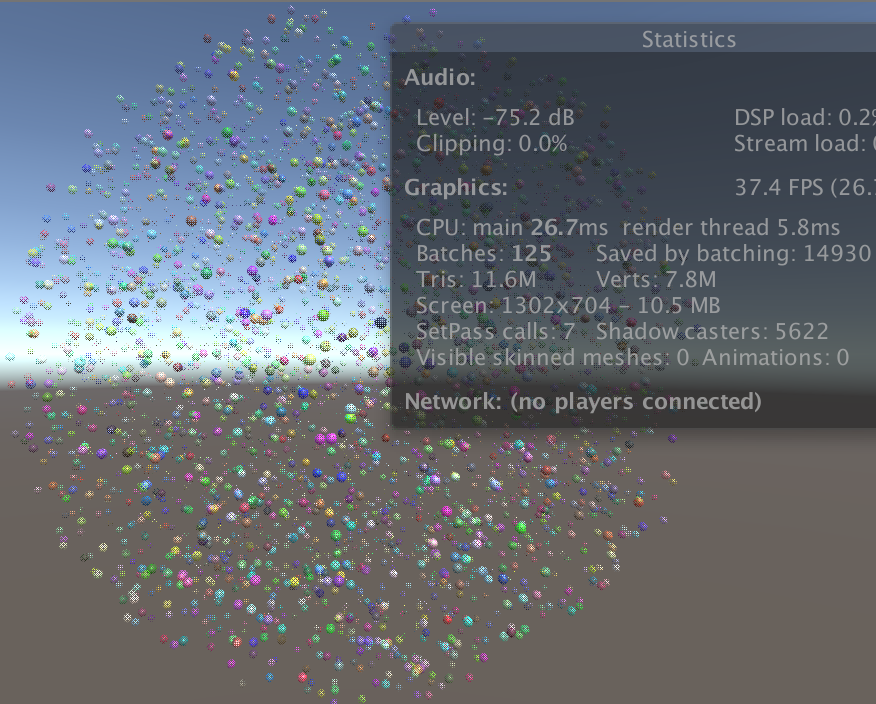 Statistics
Audio:
Level: -75.2 dB DSP load: 0.2%
Clipping: 0.0% Stream load:
Graphics: 37.4 FPS (26.
CPU: main 26.7ms render thread 5.8ms
Batches: 125 Saved by batching: 14930
Tris: 11.6M Verts: 7.8M
Screen: 1302x704 - 10.5 MB
SetPass calls: 7 Shadow casters: 5622
Visible skinned meshes: 0 Animations: 0
Network: (no players connected)